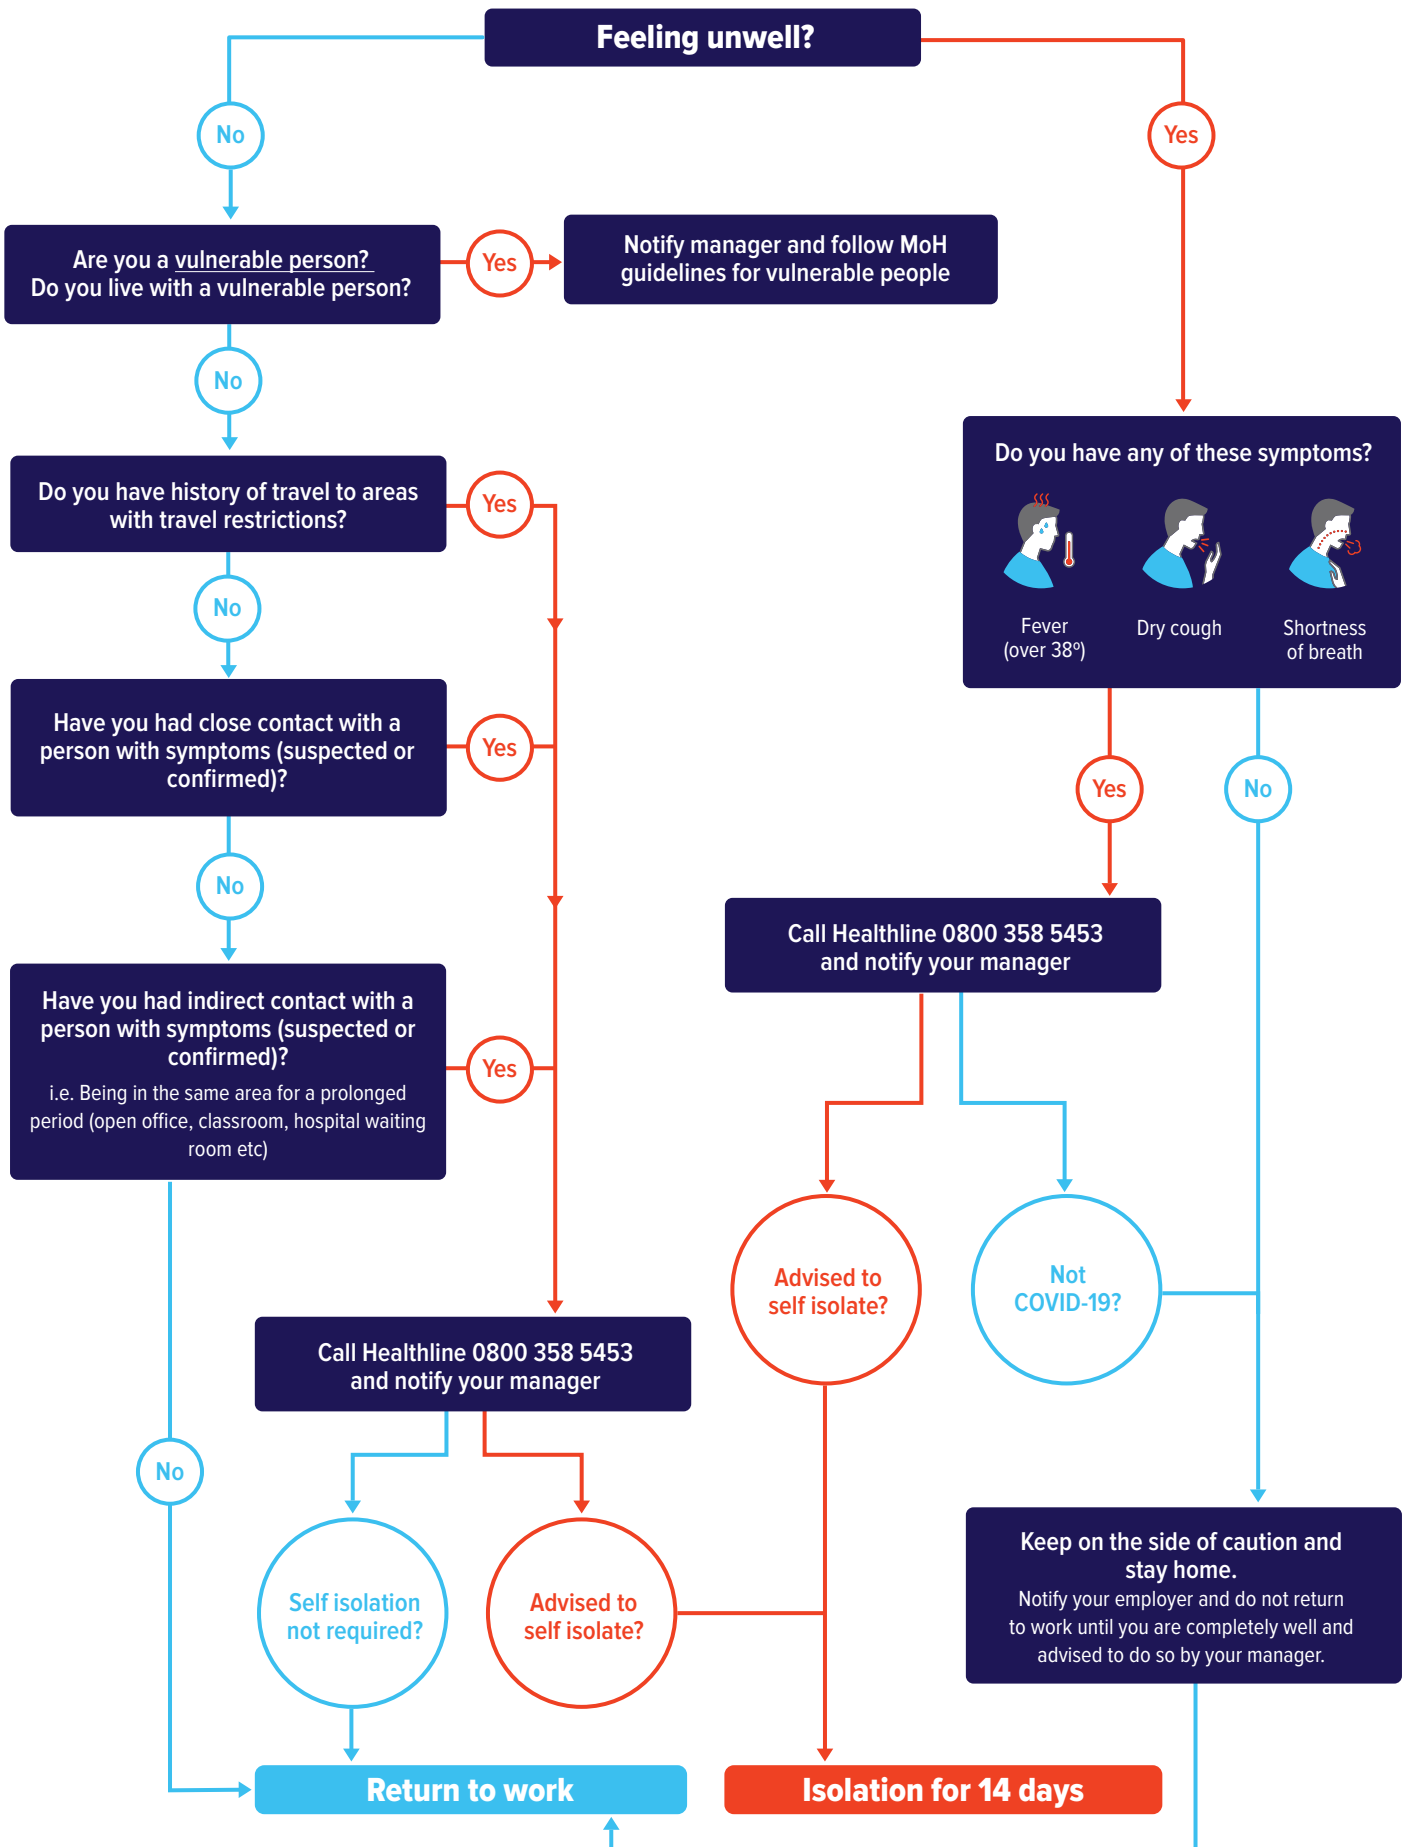 Feeling unwell?
No
Yes
Are you a vulnerable person?
Do you live with a vulnerable person?
Yes
Notify manager and follow MoH
guidelines for vulnerable people
No
Do you have history of travel to areas
with travel restrictions?
Yes
Do you have any of these symptoms?
Fever
(over 38º)
Dry cough
Shortness
of breath
No
Have you had close contact with a
person with symptoms (suspected or
confirmed)?
Yes
Yes
No
No
Call Healthline 0800 358 5453
and notify your manager
Have you had indirect contact with a
person with symptoms (suspected or
confirmed)?
i.e. Being in the same area for a prolonged
period (open office, classroom, hospital waiting
room etc)
Yes
Advised to
self isolate?
Not
COVID-19?
Call Healthline 0800 358 5453
and notify your manager
No
Self isolation
not required?
Advised to
self isolate?
Keep on the side of caution and
stay home.
Notify your employer and do not return
to work until you are completely well and
advised to do so by your manager.
Return to work
Isolation for 14 days